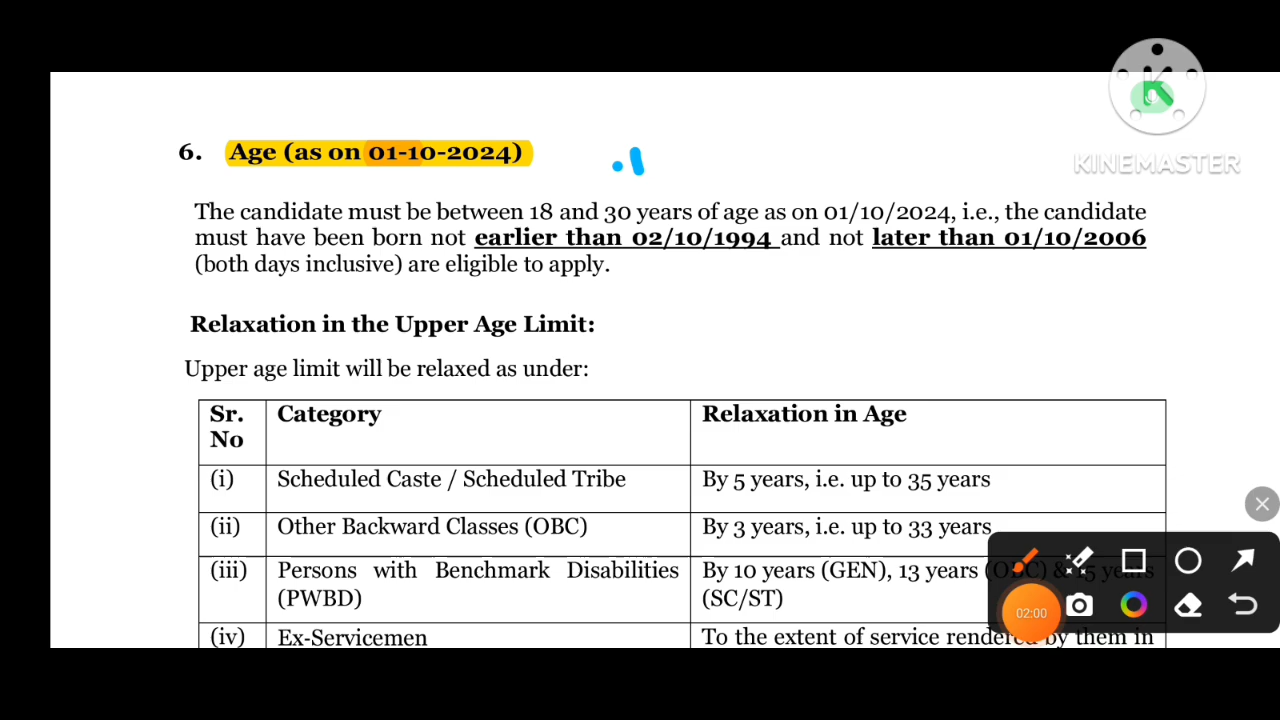 KINEMASTER
6. Age (as on 01-10-2024)
The candidate must be between 18 and 30 years of age as on 01/10/2024, i.e., the candidate
must have been born not earlier than 02/10/1994 and not later than 01/10/2006
(both days inclusive) are eligible to apply.
Relaxation in the Upper Age Limit:
Upper age limit will be relaxed as under:
Sr. No Category Relaxation in Age
(i) Scheduled Caste / Scheduled Tribe By 5 years, i.e. up to 35 years
(ii) Other Backward Classes (OBC) By 3 years, i.e. up to 33 years
(iii) Persons with Benchmark Disabilities By 10 years (GEN), 13 years (OBC) & 15 years
(PWBD) (SC/ST)
(iv) Ex-Servicemen To the extent of service rendered by them in
02:00